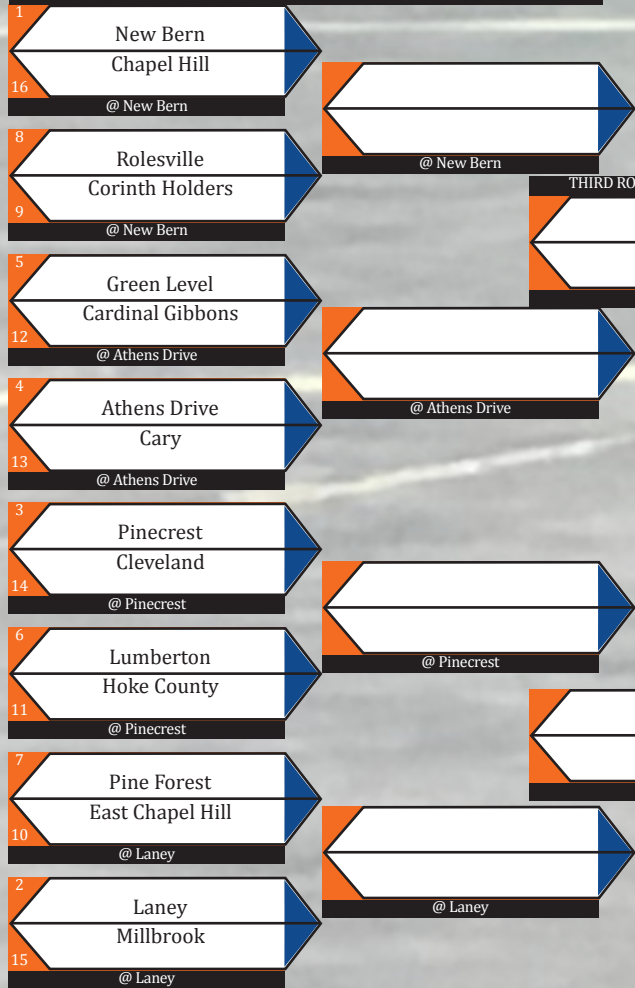 1
New Bern
Chapel Hill
16
@ New Bern
8
Rolesville
Corinth Holders
9
@ New Bern
@ New Bern
5
Green Level
Cardinal Gibbons
12
@ Athens Drive
4
Athens Drive
Cary
13
@ Athens Drive
@ Athens Drive
THIRD RO
3
Pinecrest
Cleveland
14
@ Pinecrest
6
Lumberton
Hoke County
11
@ Pinecrest
@ Pinecrest
7
Pine Forest
East Chapel Hill
10
@ Laney
2
Laney
Millbrook
15
@ Laney
@ Laney